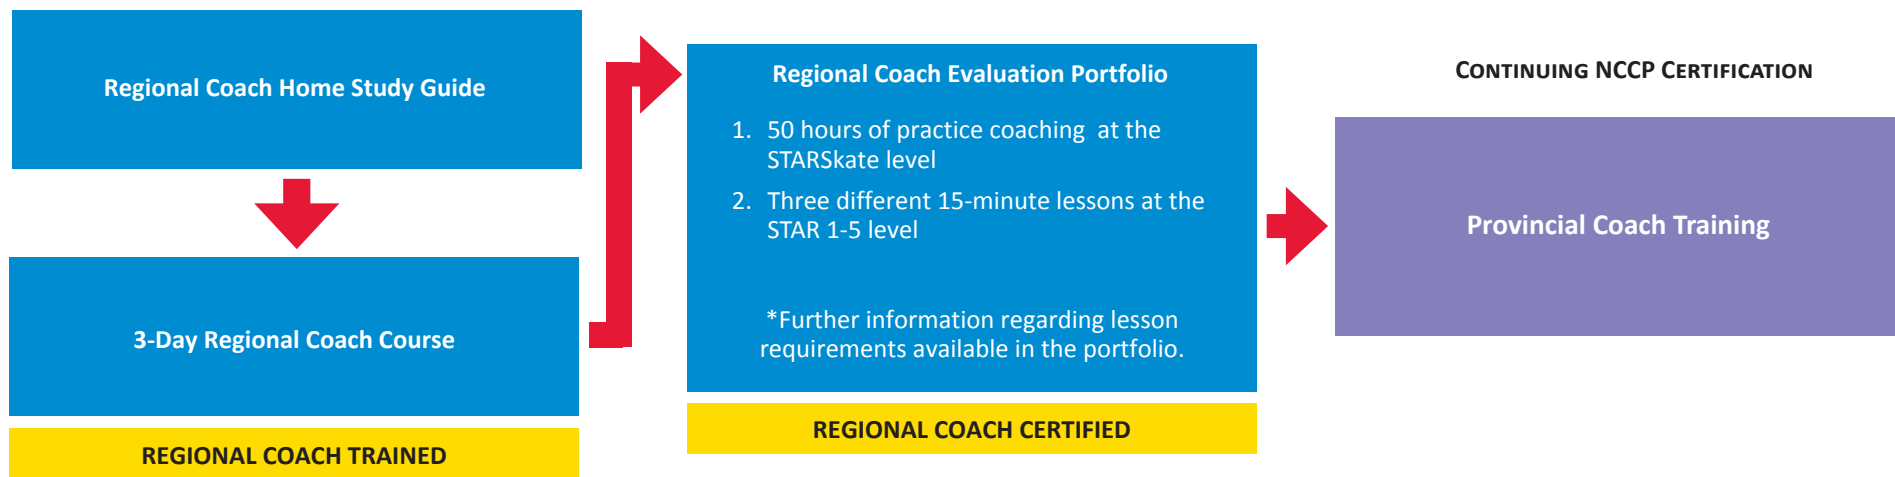 Regional Coach Home Study Guide
3-Day Regional Coach Course
REGIONAL COACH TRAINED
Regional Coach Evaluation Portfolio
1. 50 hours of practice coaching at the
STARSkate level
2. Three different 15-minute lessons at the
STAR 1-5 level
*Further information regarding lesson
requirements available in the portfolio.
REGIONAL COACH CERTIFIED
CONTINUING NCCP CERTIFICATION
Provincial Coach Training